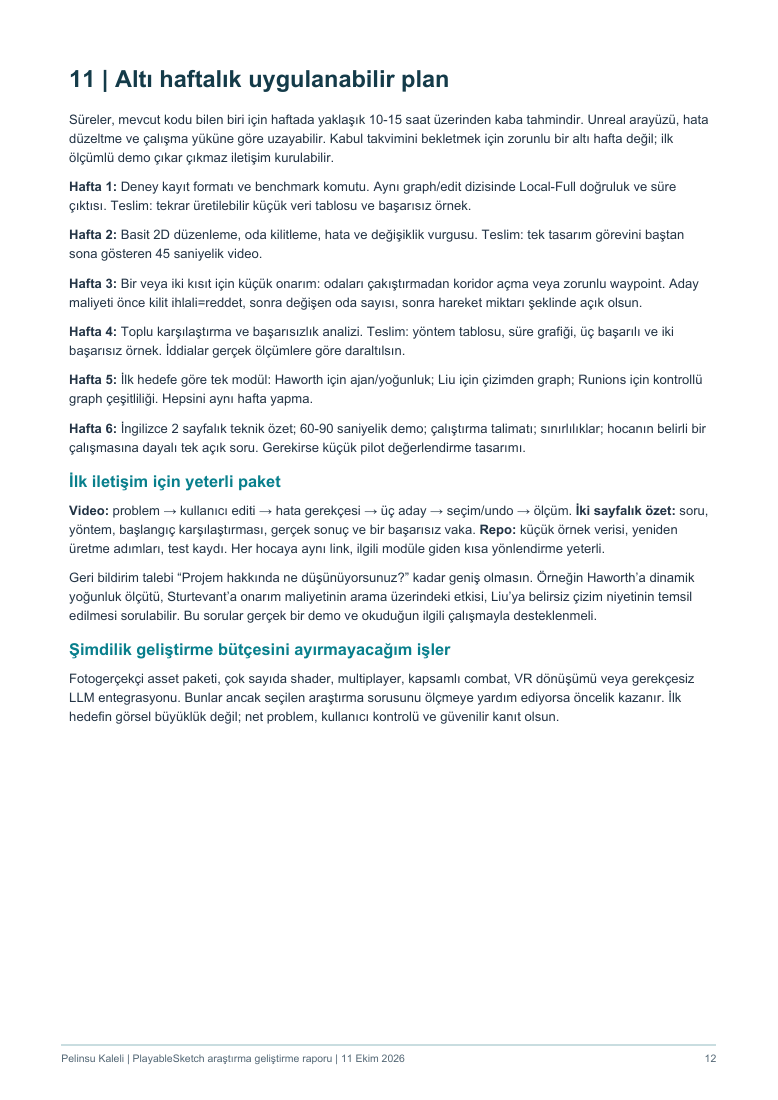 11 | Altı haftalık uygulanabilir plan
Süreler, mevcut kodu bilen biri için haftada yaklaşık 10-15 saat üzerinden kaba tahmindir. Unreal arayüzü, hata
düzeltme ve çalışma yüküne göre uzayabilir. Kabul takvimini bekletmek için zorunlu bir altı hafta değil; ilk
ölçümlü demo çıkar çıkmaz iletişim kurulabilir.
Hafta 1: Deney kayıt formatı ve benchmark komutu. Aynı graph/edit dizisinde Local-Full doğruluk ve süre
çıktısı. Teslim: tekrar üretilebilir küçük veri tablosu ve başarısız örnek.
Hafta 2: Basit 2D düzenleme, oda kilitleme, hata ve değişiklik vurgusu. Teslim: tek tasarım görevini baştan
sona gösteren 45 saniyelik video.
Hafta 3: Bir veya iki kısıt için küçük onarım: odaları çakıştırmadan koridor açma veya zorunlu waypoint. Aday
maliyeti önce kilit ihlali=reddet, sonra değişen oda sayısı, sonra hareket miktarı şeklinde açık olsun.
Hafta 4: Toplu karşılaştırma ve başarısızlık analizi. Teslim: yöntem tablosu, süre grafiği, üç başarılı ve iki
başarısız örnek. İddialar gerçek ölçümlere göre daraltılsın.
Hafta 5: İlk hedefe göre tek modül: Haworth için ajan/yoğunluk; Liu için çizimden graph; Runions için kontrollü
graph çeşitliliği. Hepsini aynı hafta yapma.
Hafta 6: İngilizce 2 sayfalık teknik özet; 60-90 saniyelik demo; çalıştırma talimatı; sınırlılıklar; hocanın belirli bir
çalışmasına dayalı tek açık soru. Gerekirse küçük pilot değerlendirme tasarımı.
İlk iletişim için yeterli paket
Video: problem → kullanıcı editi → hata gerekçesi → üç aday → seçim/undo → ölçüm. İki sayfalık özet: soru,
yöntem, başlangıç karşılaştırması, gerçek sonuç ve bir başarısız vaka. Repo: küçük örnek verisi, yeniden
üretme adımları, test kaydı. Her hocaya aynı link, ilgili modüle giden kısa yönlendirme yeterli.
Geri bildirim talebi “Projem hakkında ne düşünüyorsunuz?” kadar geniş olmasın. Örneğin Haworth’a dinamik
yoğunluk ölçütü, Sturtevant’a onarım maliyetinin arama üzerindeki etkisi, Liu’ya belirsiz çizim niyetinin temsil
edilmesi sorulabilir. Bu sorular gerçek bir demo ve okuduğun ilgili çalışmayla desteklenmeli.
Şimdilik geliştirme bütçesini ayırmayacağım işler
Fotogerçekçi asset paketi, çok sayıda shader, multiplayer, kapsamlı combat, VR dönüşümü veya gerekçesiz
LLM entegrasyonu. Bunlar ancak seçilen araştırma sorusunu ölçmeye yardım ediyorsa öncelik kazanır. İlk
hedefin görsel büyüklük değil; net problem, kullanıcı kontrolü ve güvenilir kanıt olsun.
Pelinsu Kaleli | PlayableSketch araştırma geliştirme raporu | 11 Ekim 2026
12